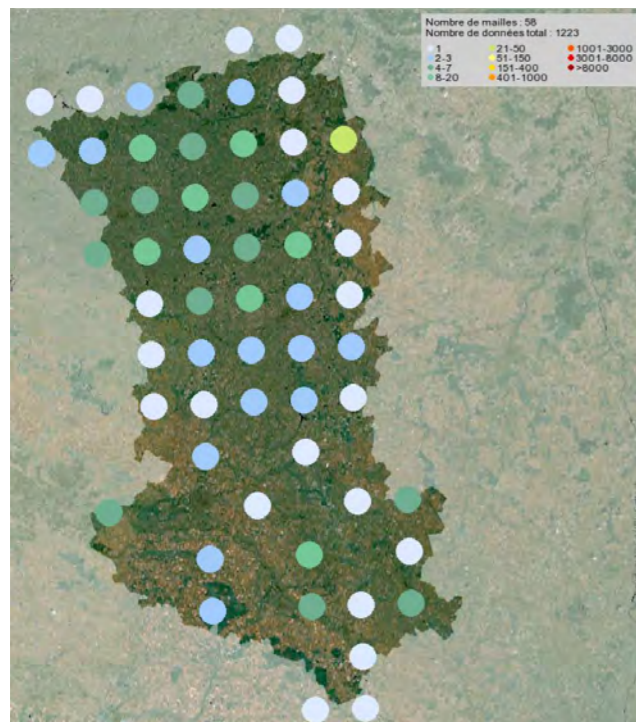 Nombre de mailles : 58
Nombre de données total : 1223
1 21-50 1001-3000
2-3 51-150 3001-8000
4-7 151-400 >8000
8-20 401-1000